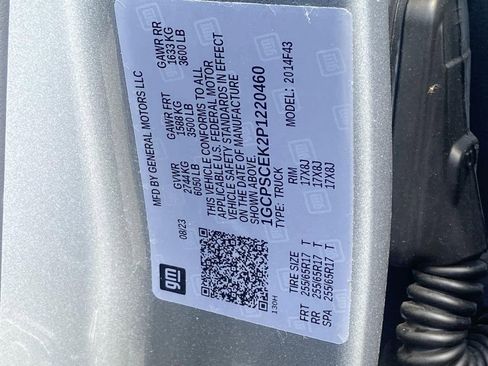 MFD BY GENERAL MOTORS LLC
08/23 GVWR GAWR FRT GAWR RR
2744 KG 1588 KG 1633 KG
6050 LB 3500 LB 3600 LB
THIS VEHICLE CONFORMS TO ALL
APPLICABLE U.S. FEDERAL MOTOR
VEHICLE SAFETY STANDARDS IN EFFECT
ON THE DATE OF MANUFACTURE
SHOWN ABOVE.
1GCPSCEK2P1220460
TYPE: TRUCK MODEL: 2014F43
TIRE SIZE RIM
FRT 255/65R17 T 17X8J
RR 255/65R17 T 17X8J
SPA 255/65R17 T 17X8J
gm
130H